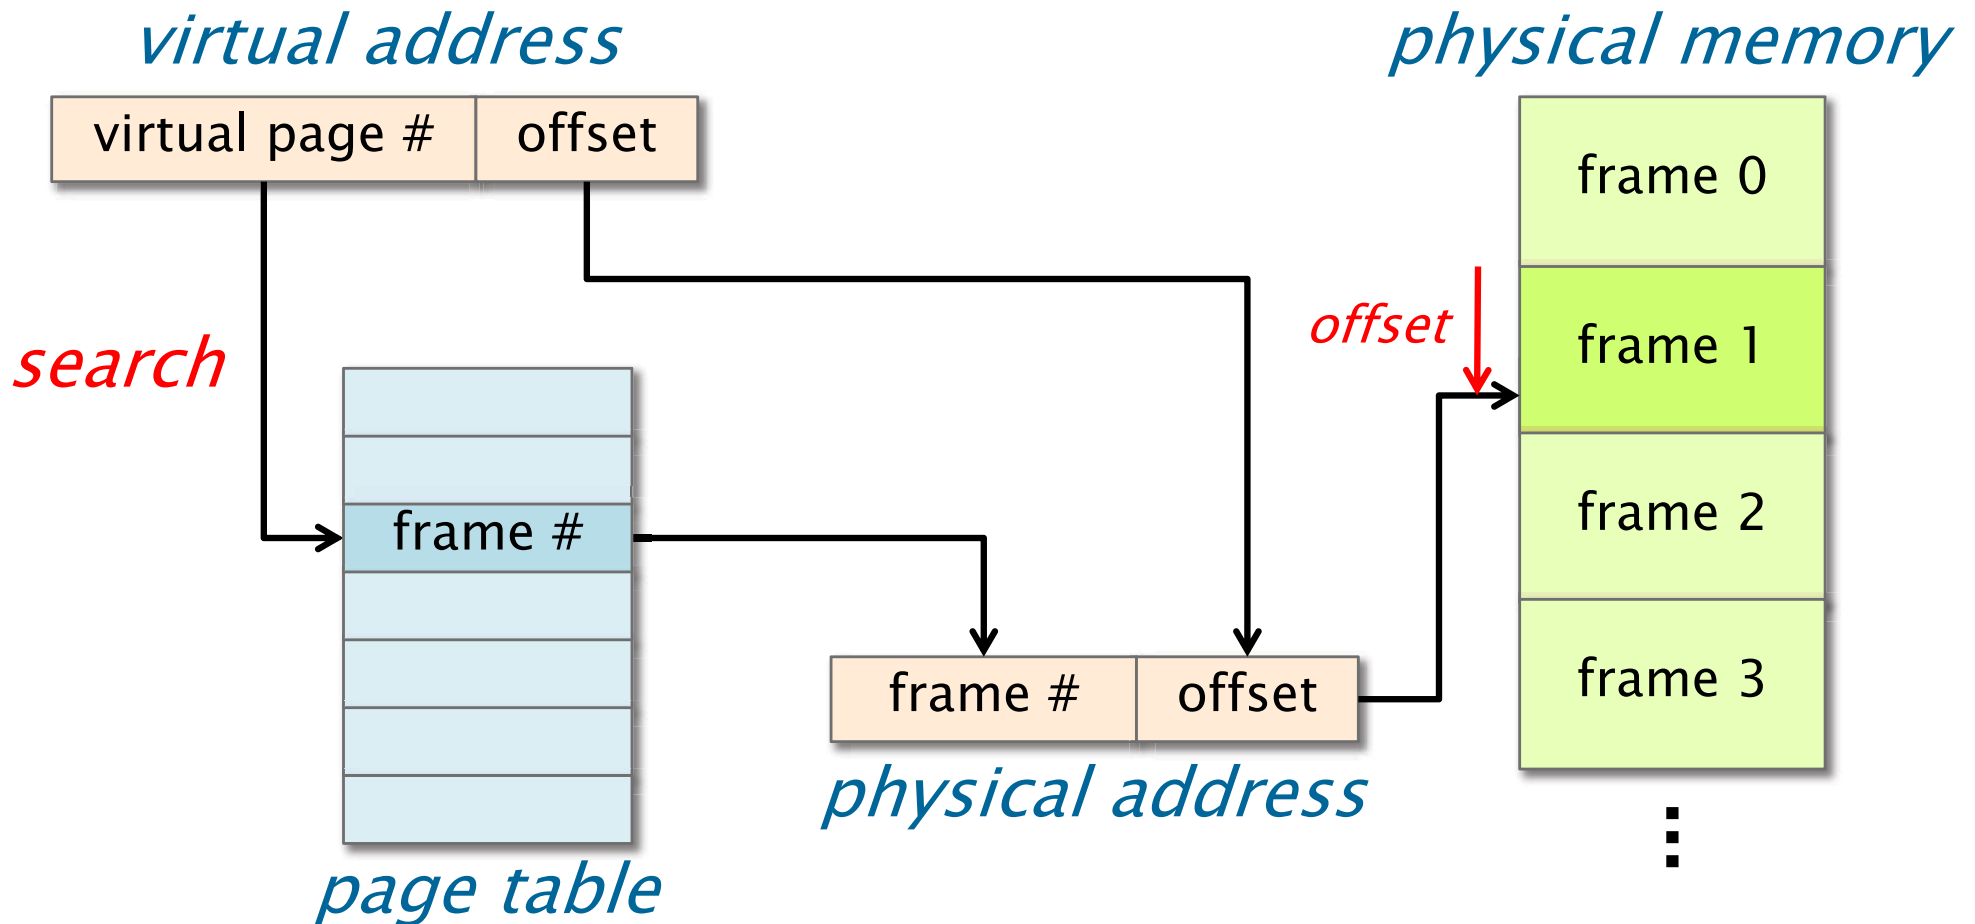 virtual address
virtual page #
offset
search
frame #
page table
frame #
offset
physical address
physical memory
frame 0
offset
frame 1
frame 2
frame 3